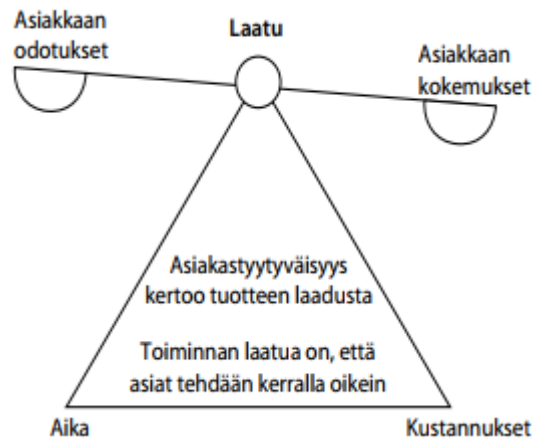 Asiakkaan
odotukset
Laatu
Asiakkaan
kokemukset
Asiakastyytyväisyys
kertoo tuotteen laadusta
Toiminnan laatua on, että
asiat tehdään kerralla oikein
Aika
Kustannukset